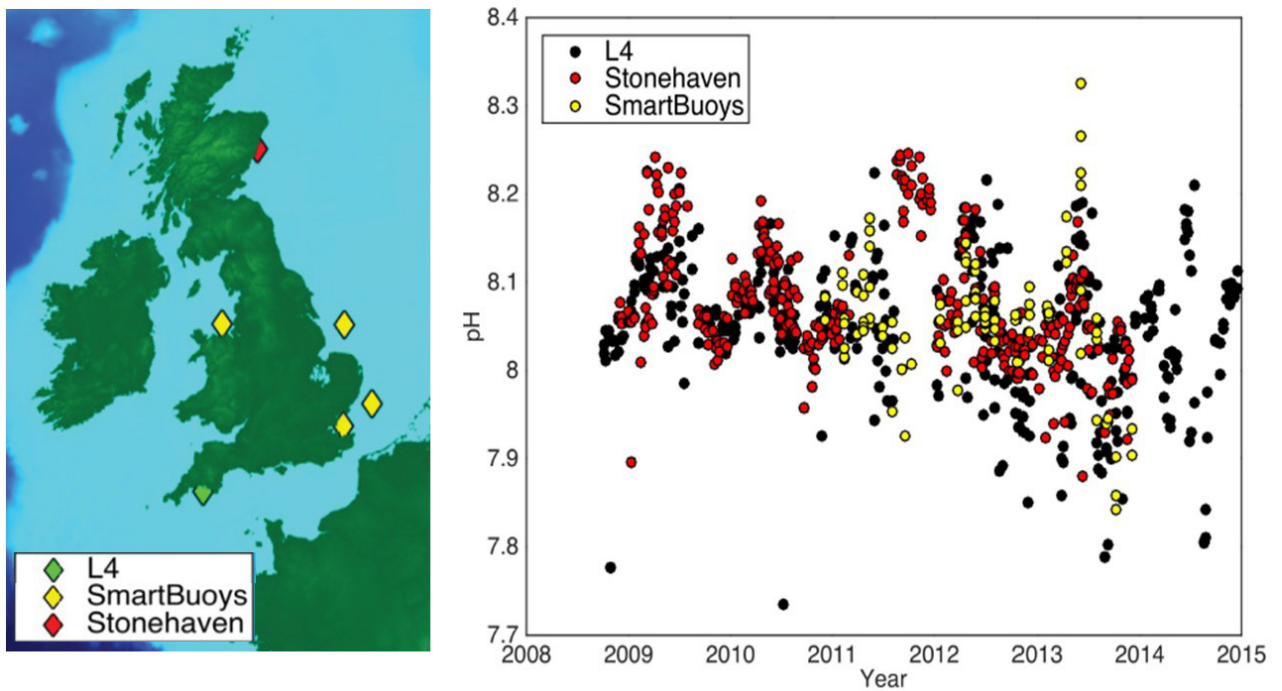 L4
SmartBuoys
Stonehaven
8.4
8.3
8.2
8.1
8
7.9
7.8
7.7
pH
L4
Stonehaven
SmartBuoys
2008 2009 2010 2011 2012 2013 2014 2015
Year